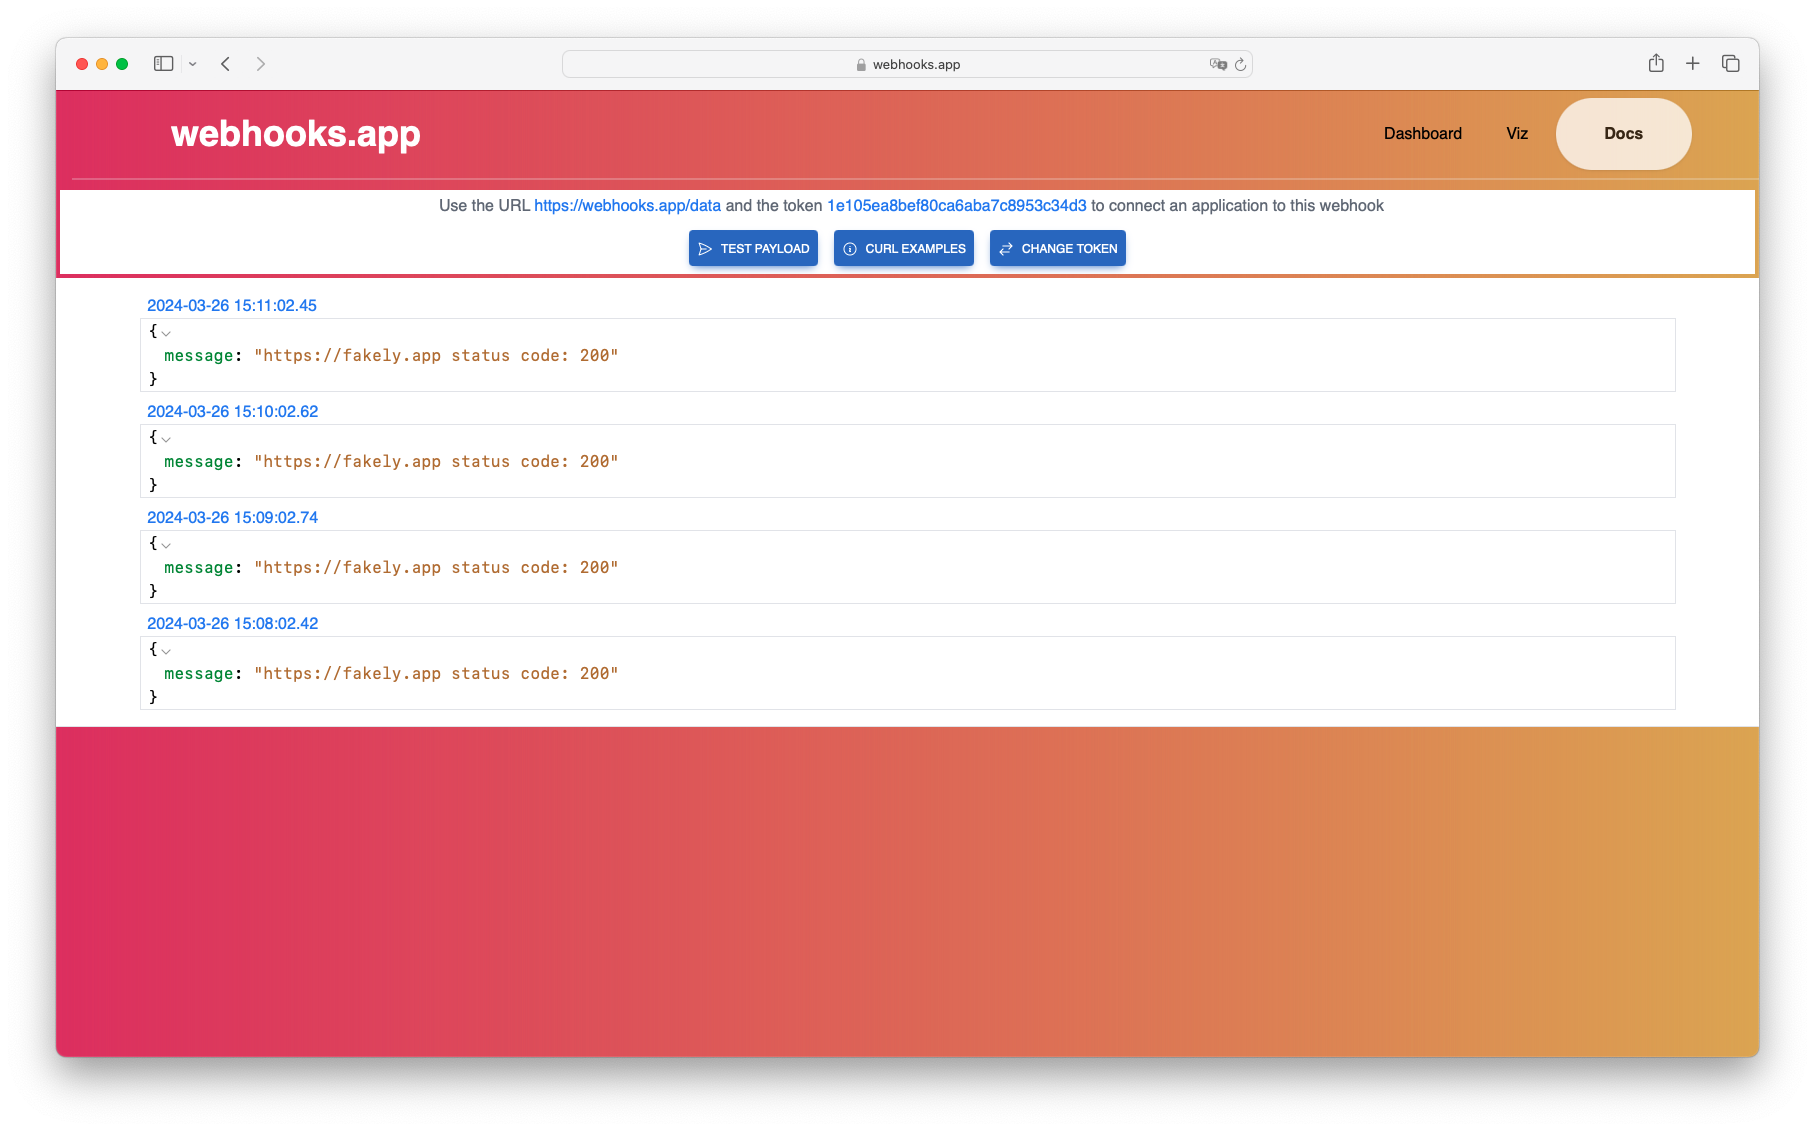 webhooks.app
webhooks.app
Dashboard
Viz
Docs
Use the URL https://webhooks.app/data and the token 1e105ea8bef80ca6aba7c8953c34d3 to connect an application to this webhook
TEST PAYLOAD
CURL EXAMPLES
CHANGE TOKEN
2024-03-26 15:11:02.45
{
message: "https://fakely.app status code: 200"
}
2024-03-26 15:10:02.62
{
message: "https://fakely.app status code: 200"
}
2024-03-26 15:09:02.74
{
message: "https://fakely.app status code: 200"
}
2024-03-26 15:08:02.42
{
message: "https://fakely.app status code: 200"
}